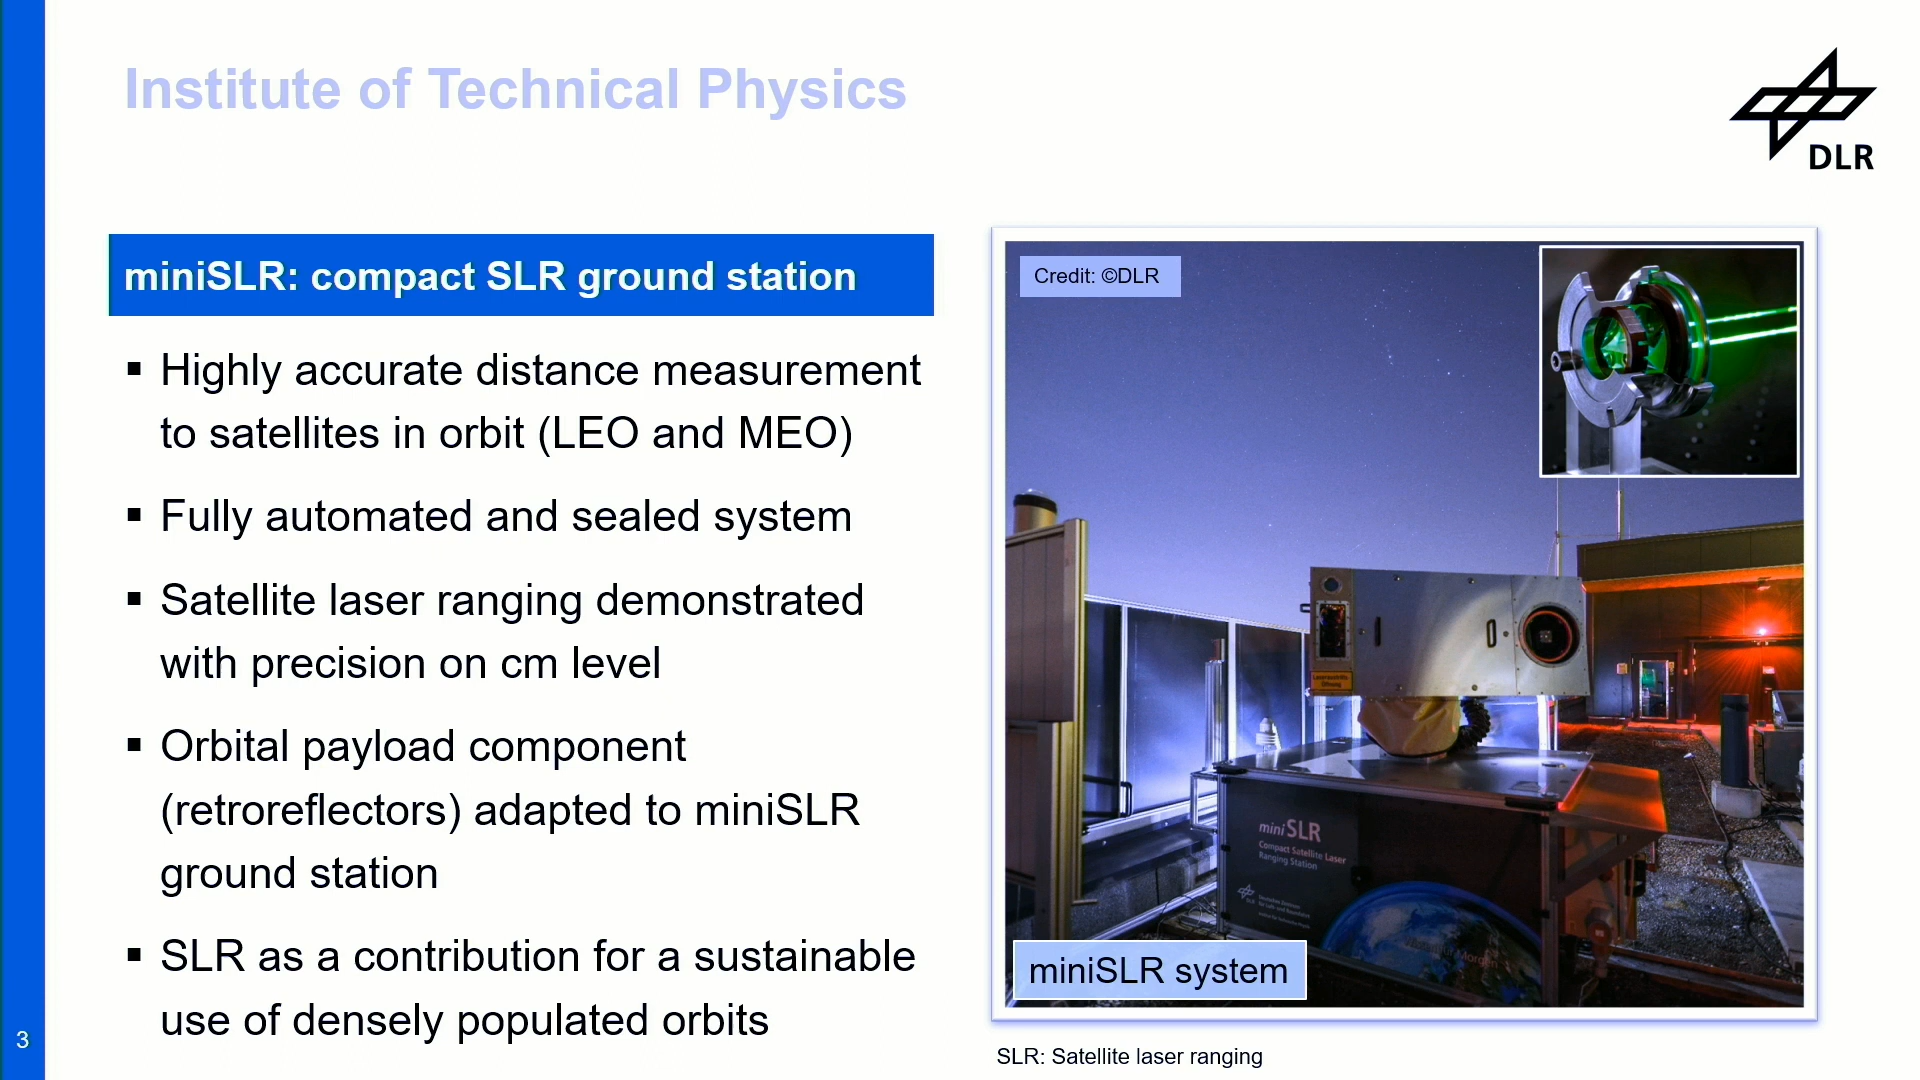 Institute of Technical Physics
DLR
miniSLR: compact SLR ground station
▪ Highly accurate distance measurement
to satellites in orbit (LEO and MEO)
▪ Fully automated and sealed system
▪ Satellite laser ranging demonstrated
with precision on cm level
▪ Orbital payload component
(retroreflectors) adapted to miniSLR
ground station
▪ SLR as a contribution for a sustainable
use of densely populated orbits
Credit: ©DLR
mini SLR
Compact Satellite Laser
Ranging Station
miniSLR system
SLR: Satellite laser ranging
3